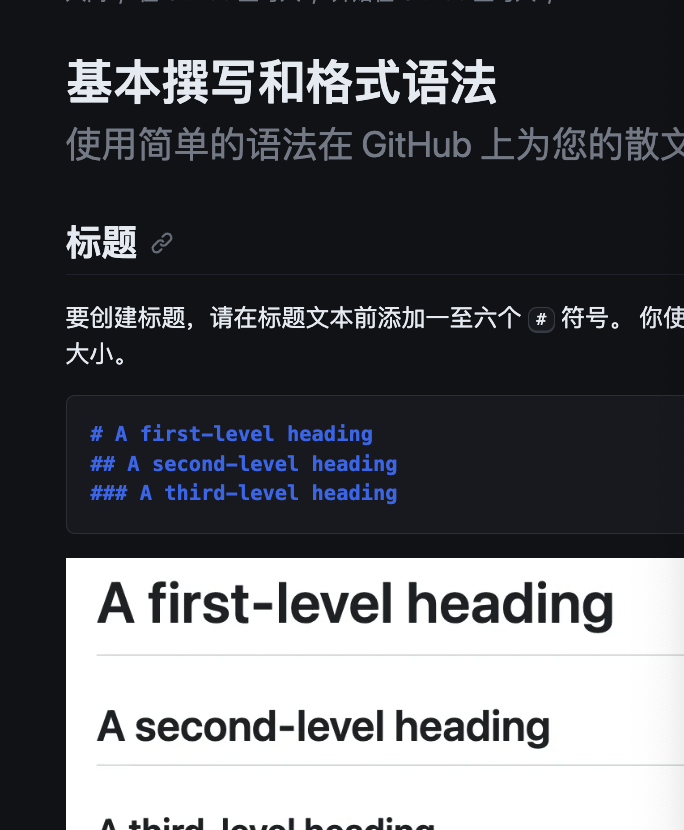 基本撰写和格式语法
使用简单的语法在 GitHub 上为您的散文
标题
要创建标题，请在标题文本前添加一至六个 # 符号。 你使
大小。
# A first-level heading
## A second-level heading
### A third-level heading
A first-level heading
A second-level heading
A third-level heading